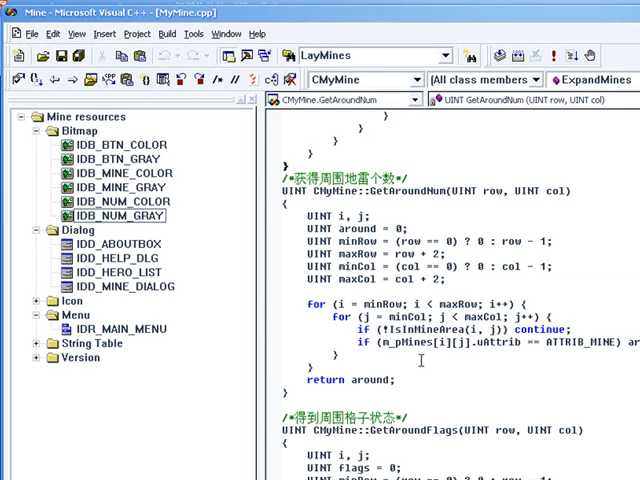 Mine - Microsoft Visual C++ - [MyMine.cpp]
File Edit View Insert Project Build Tools Window Help
LayMines
CMyMine (All class members ExpandMines
CMyMine.GetAroundNum UINT GetAroundNum (UINT row, UINT col)
Mine resources
Bitmap
IDB_BTN_COLOR
IDB_BTN_GRAY
IDB_MINE_COLOR
IDB_MINE_GRAY
IDB_NUM_COLOR
IDB_NUM_GRAY
Dialog
IDD_ABOUTBOX
IDD_HELP_DLG
IDD_HERO_LIST
IDD_MINE_DIALOG
Icon
Menu
IDR_MAIN_MENU
String Table
Version
}
}
}
}
}
/*获得周围地雷个数*/
UINT CMyMine::GetAroundNum(UINT row, UINT col)
{
UINT i, j;
UINT around = 0;
UINT minRow = (row == 0) ? 0 : row - 1;
UINT maxRow = row + 2;
UINT minCol = (col == 0) ? 0 : col - 1;
UINT maxCol = col + 2;
for (i = minRow; i < maxRow; i++) {
for (j = minCol; j < maxCol; j++) {
if (!IsInMineArea(i, j)) continue;
if (m_pMines[i][j].uAttrib == ATTRIB_MINE) ar
}
}
return around;
}
/*得到周围格子状态*/
UINT CMyMine::GetAroundFlags(UINT row, UINT col)
{
UINT i, j;
UINT flags = 0;